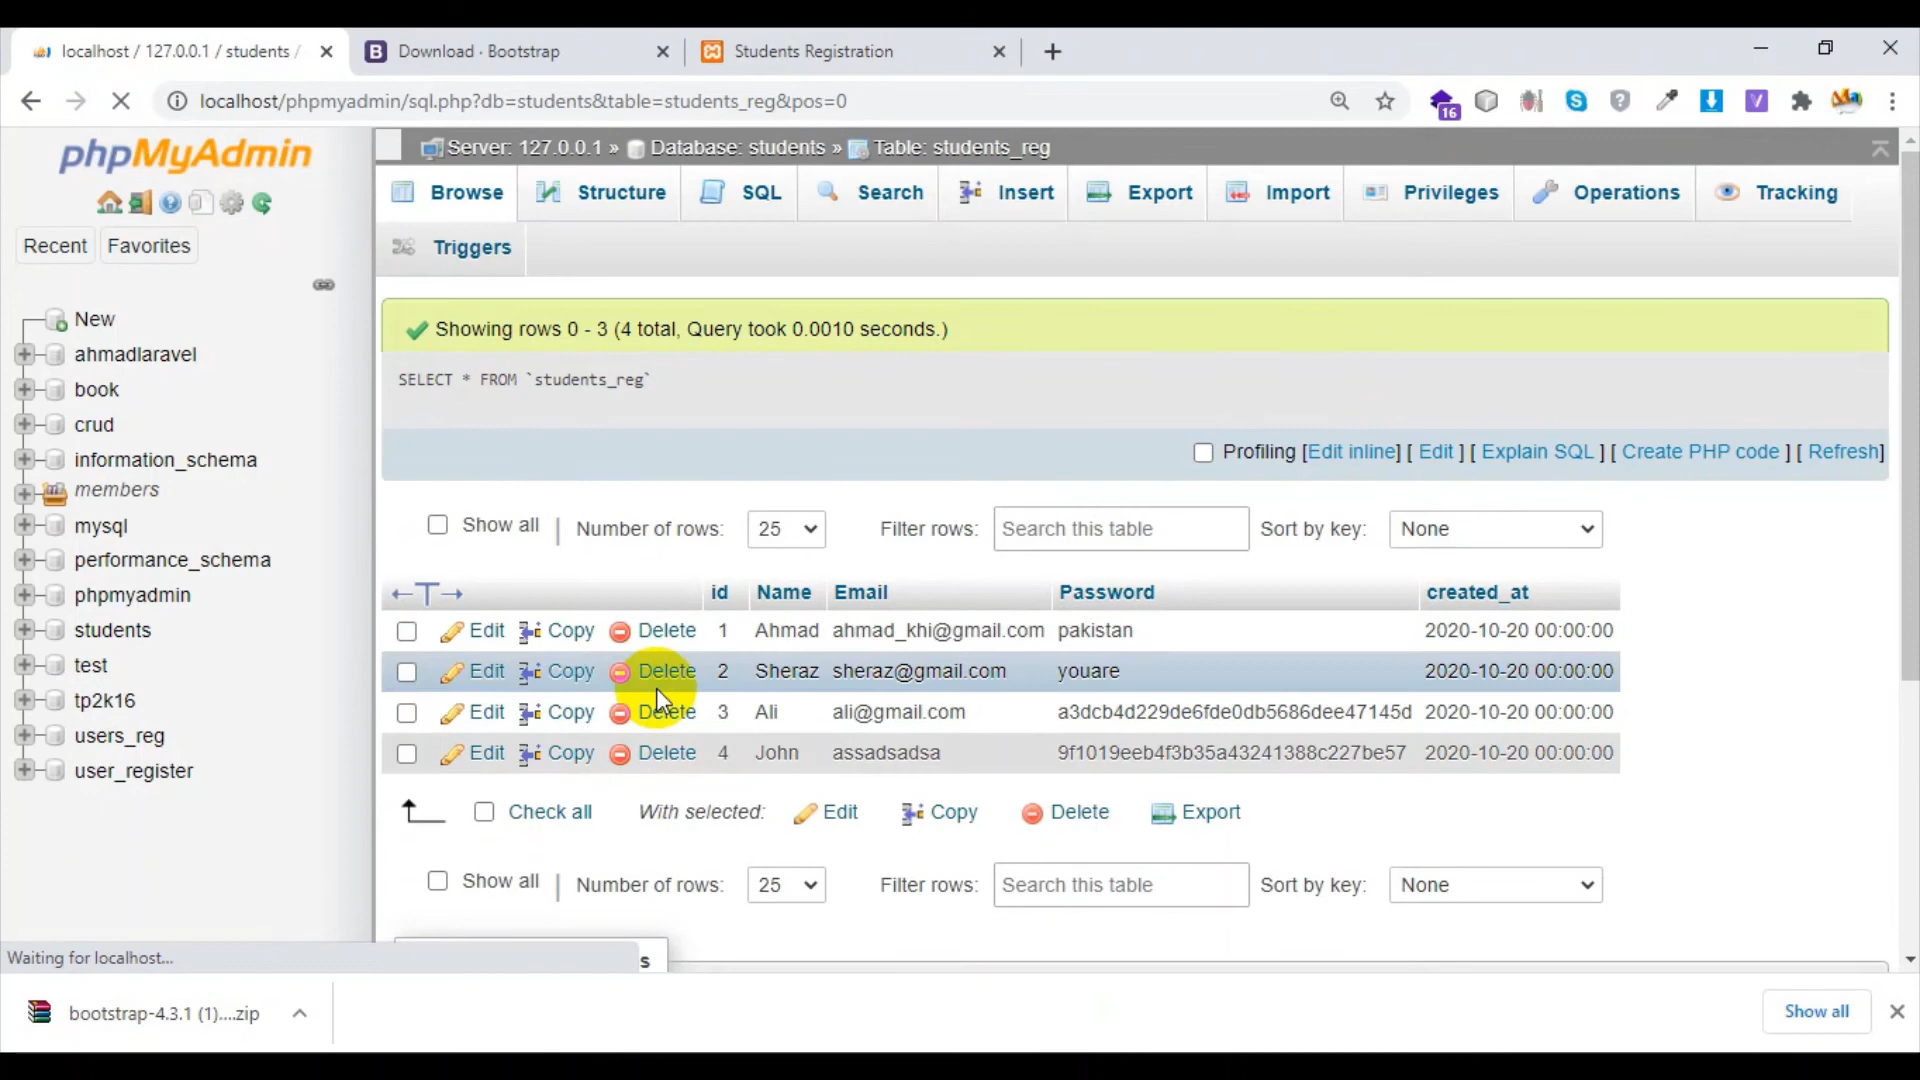 localhost / 127.0.0.1 / students /
Download · Bootstrap
Students Registration
localhost/phpmyadmin/sql.php?db=students&table=students_reg&pos=0
16
phpMyAdmin
Recent
Favorites
New
ahmadlaravel
book
crud
information_schema
members
mysql
performance_schema
phpmyadmin
students
test
tp2k16
users_reg
user_register
Server: 127.0.0.1 » Database: students » Table: students_reg
Browse Structure SQL Search Insert Export Import Privileges Operations Tracking
Triggers
Showing rows 0 - 3 (4 total, Query took 0.0010 seconds.)
SELECT * FROM `students_reg`
Profiling [Edit inline] [ Edit ] [ Explain SQL ] [ Create PHP code ] [ Refresh]
Show all | Number of rows: 25 Filter rows: Search this table Sort by key: None
←T→ id Name Email Password created_at
Edit Copy Delete 1 Ahmad ahmad_khi@gmail.com pakistan 2020-10-20 00:00:00
Edit Copy Delete 2 Sheraz sheraz@gmail.com youare 2020-10-20 00:00:00
Edit Copy Delete 3 Ali ali@gmail.com a3dcb4d229de6fde0db5686dee47145d 2020-10-20 00:00:00
Edit Copy Delete 4 John assadsadsa 9f1019eeb4f3b35a43241388c227be57 2020-10-20 00:00:00
Check all With selected: Edit Copy Delete Export
Show all | Number of rows: 25 Filter rows: Search this table Sort by key: None
s
Waiting for localhost...
bootstrap-4.3.1 (1)....zip
Show all